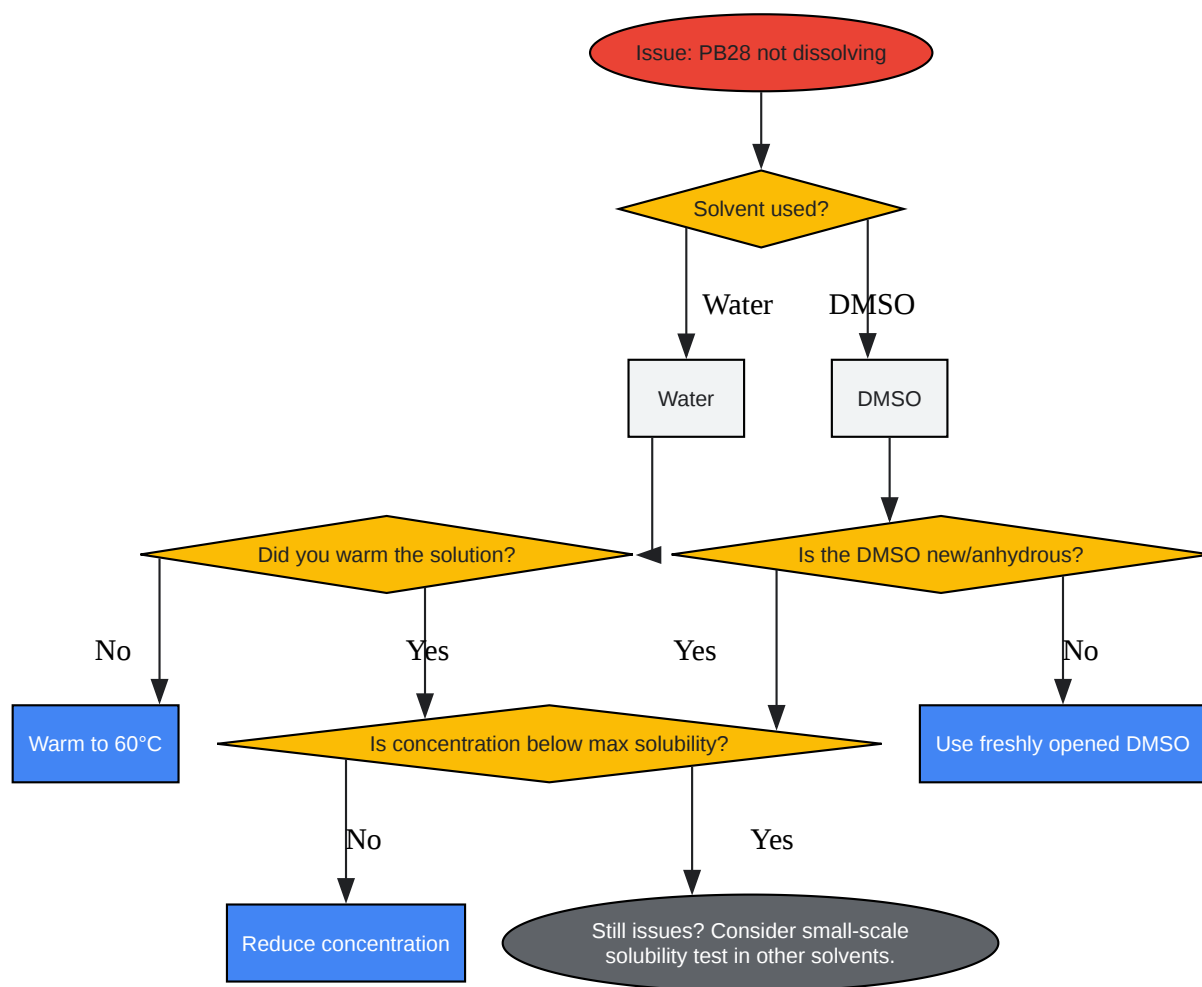 Issue: PB28 not dissolving
Solvent used?
Water
DMSO
Water
DMSO
Did you warm the solution?
Is the DMSO new/anhydrous?
No
Yes
Yes
No
Warm to 60°C
Is concentration below max solubility?
Use freshly opened DMSO
No
Yes
Reduce concentration
Still issues? Consider small-scale
solubility test in other solvents.